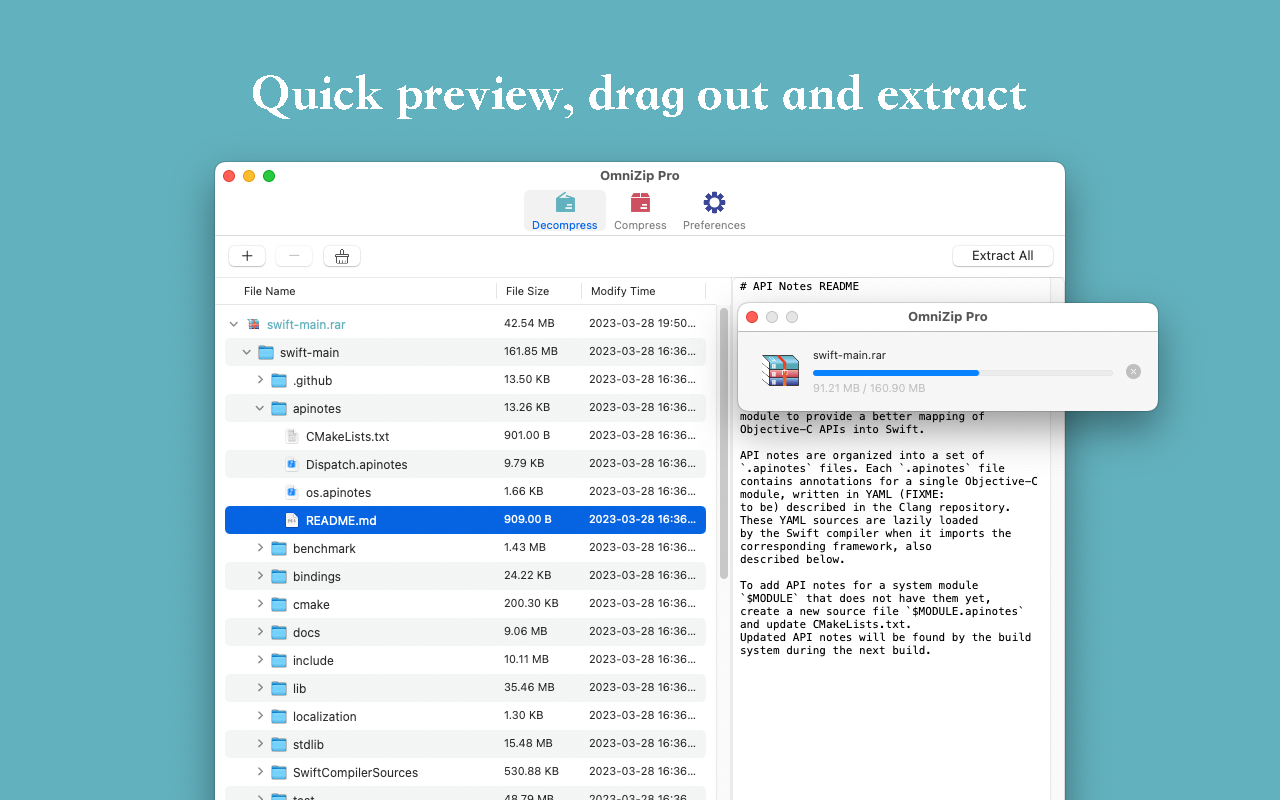 Quick preview, drag out and extract
OmniZip Pro
Decompress Compress Preferences
Extract All
File Name File Size Modify Time
swift-main.rar 42.54 MB 2023-03-28 19:50...
swift-main 161.85 MB 2023-03-28 16:36...
.github 13.50 KB 2023-03-28 16:36...
apinotes 13.26 KB 2023-03-28 16:36...
CMakeLists.txt 901.00 B 2023-03-28 16:36...
Dispatch.apinotes 9.79 KB 2023-03-28 16:36...
os.apinotes 1.66 KB 2023-03-28 16:36...
README.md 909.00 B 2023-03-28 16:36...
benchmark 1.43 MB 2023-03-28 16:36...
bindings 24.22 KB 2023-03-28 16:36...
cmake 200.30 KB 2023-03-28 16:36...
docs 9.06 MB 2023-03-28 16:36...
include 10.11 MB 2023-03-28 16:36...
lib 35.46 MB 2023-03-28 16:36...
localization 1.30 KB 2023-03-28 16:36...
stdlib 15.48 MB 2023-03-28 16:36...
SwiftCompilerSources 530.88 KB 2023-03-28 16:36...
test 48.79 MB 2023-03-28 16:36...
# API Notes README
OmniZip Pro
swift-main.rar
91.21 MB / 160.90 MB
module to provide a better mapping of
Objective-C APIs into Swift.
API notes are organized into a set of
`.apinotes` files. Each `.apinotes` file
contains annotations for a single Objective-C
module, written in YAML (FIXME:
to be) described in the Clang repository.
These YAML sources are lazily loaded
by the Swift compiler when it imports the
corresponding framework, also
described below.
To add API notes for a system module
`$MODULE` that does not have them yet,
create a new source file `$MODULE.apinotes`
and update CMakeLists.txt.
Updated API notes will be found by the build
system during the next build.